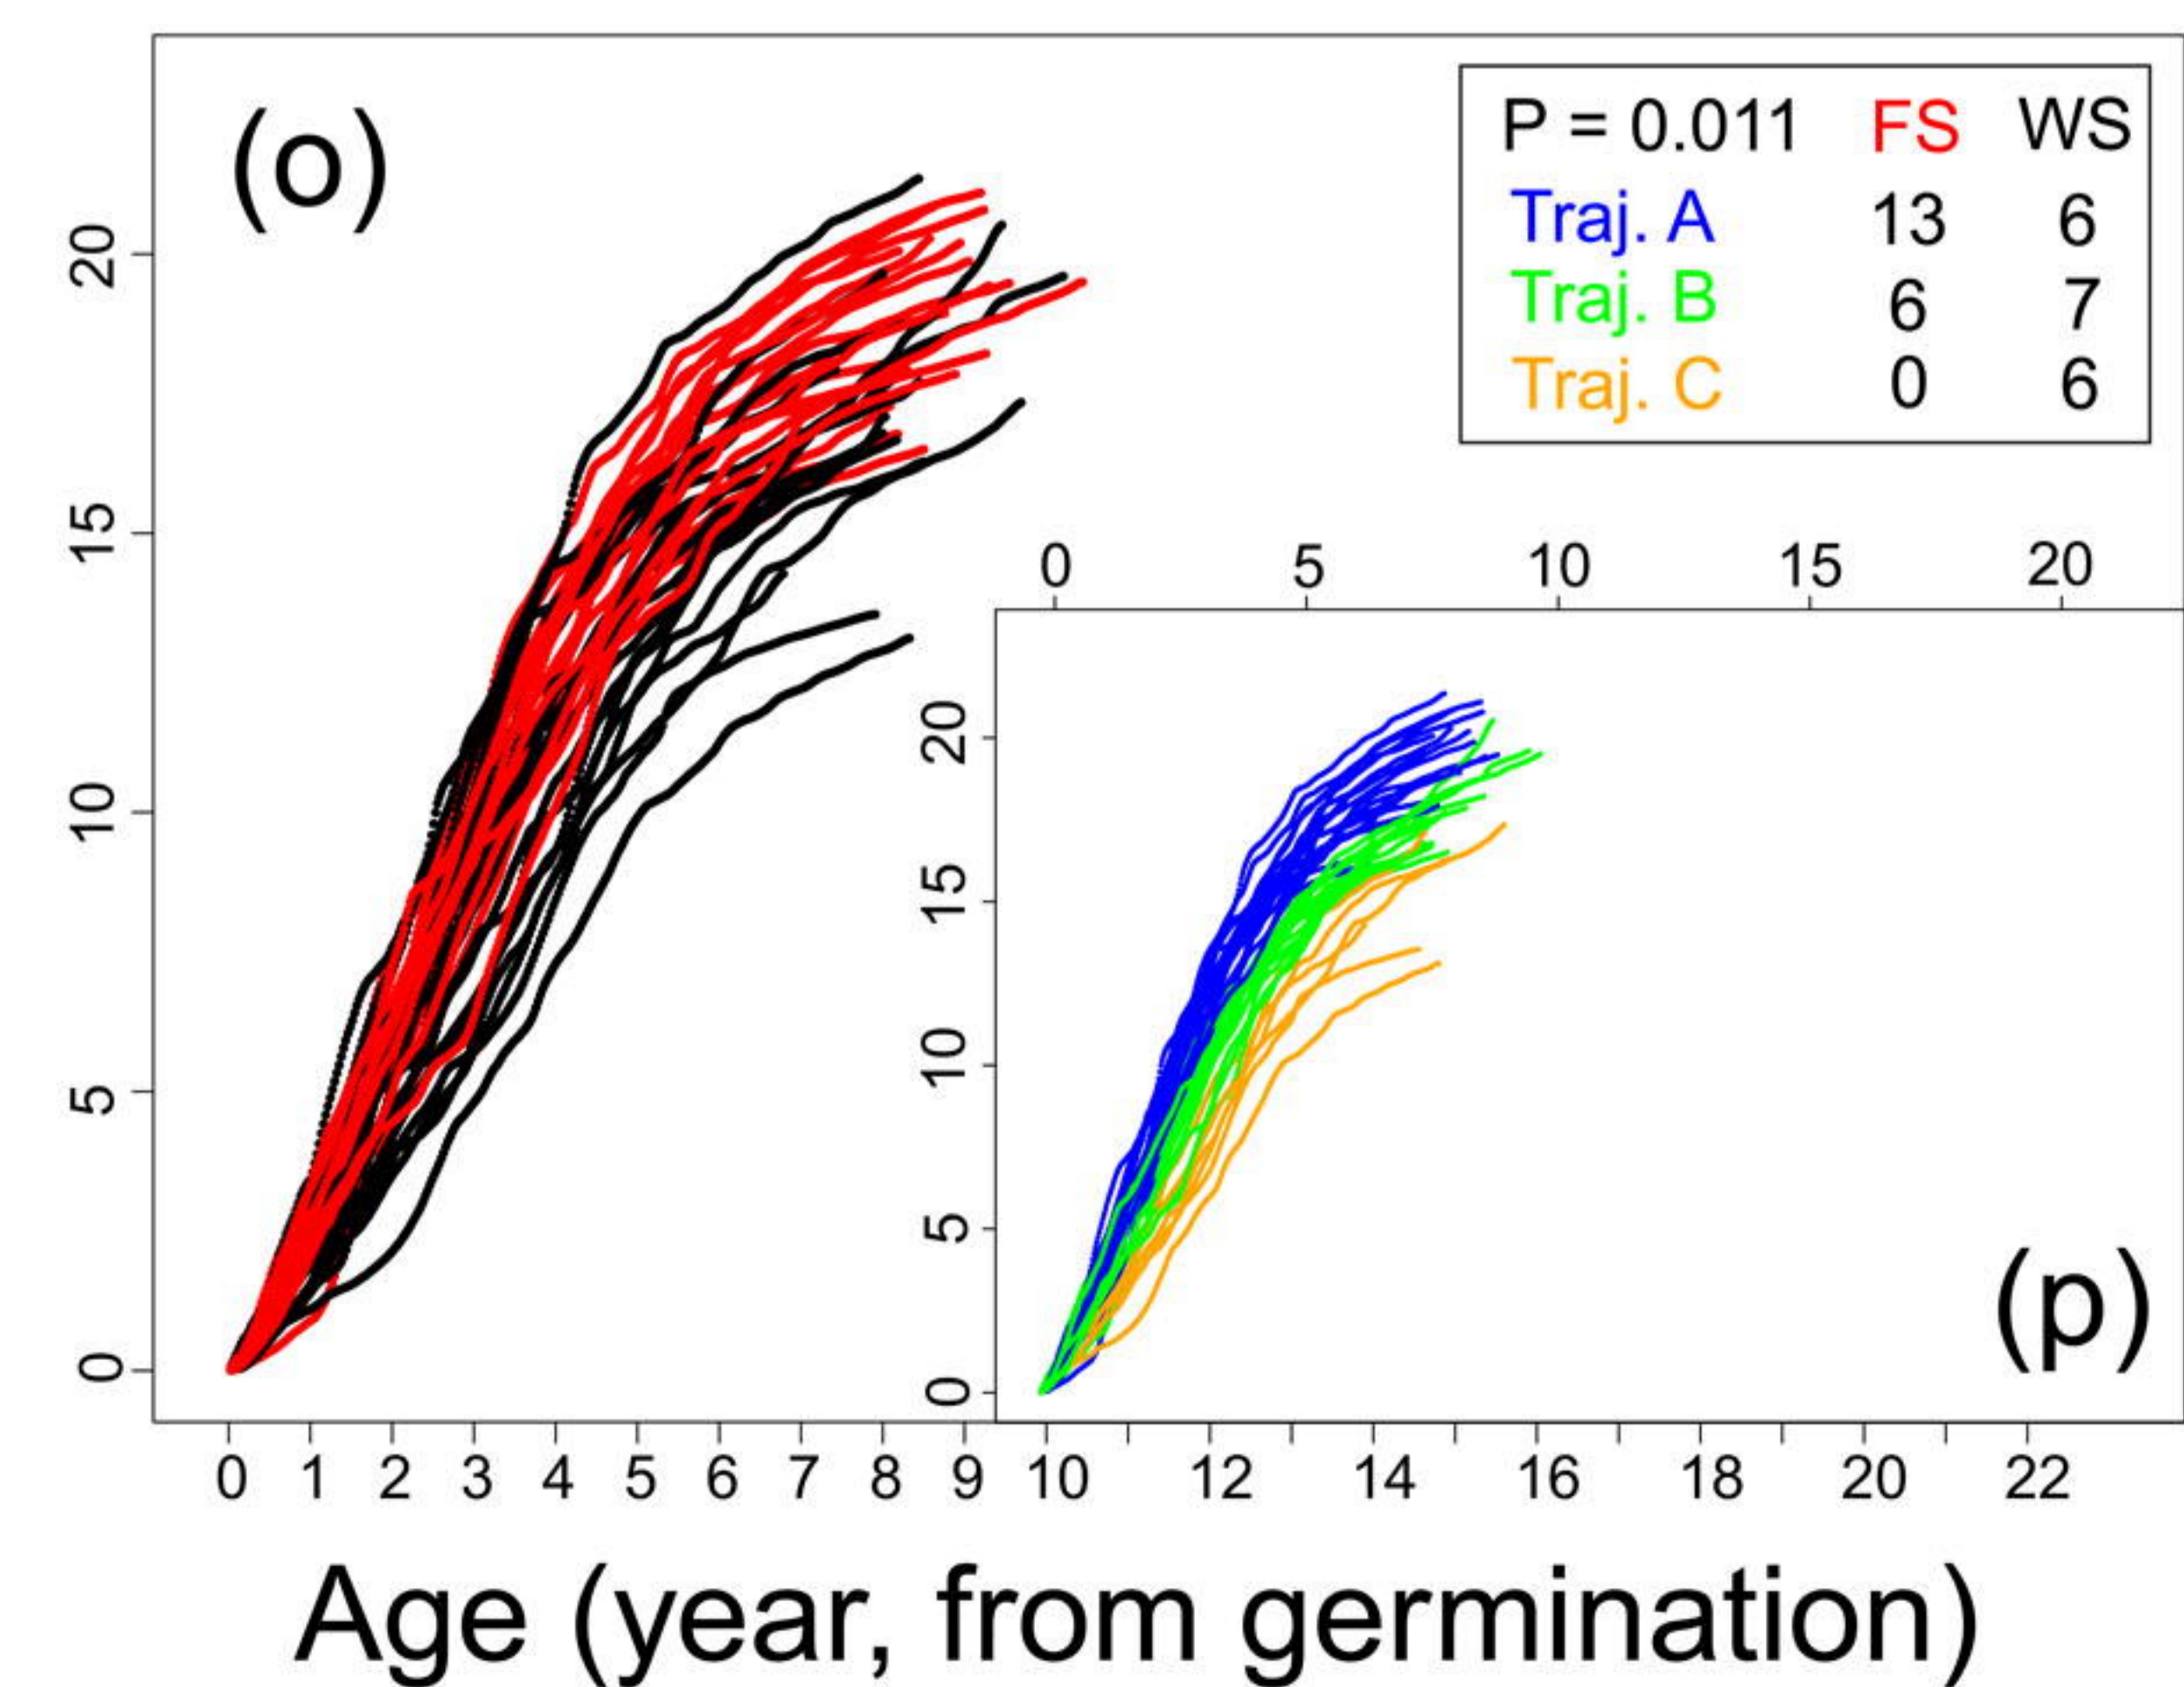 (o)
P = 0.011 FS WS
Traj. A 13 6
Traj. B 6 7
Traj. C 0 6
20
15
10
5
0
0 5 10 15 20
20
15
10
5
0
(p)
0 1 2 3 4 5 6 7 8 9 10 12 14 16 18 20 22
Age (year, from germination)